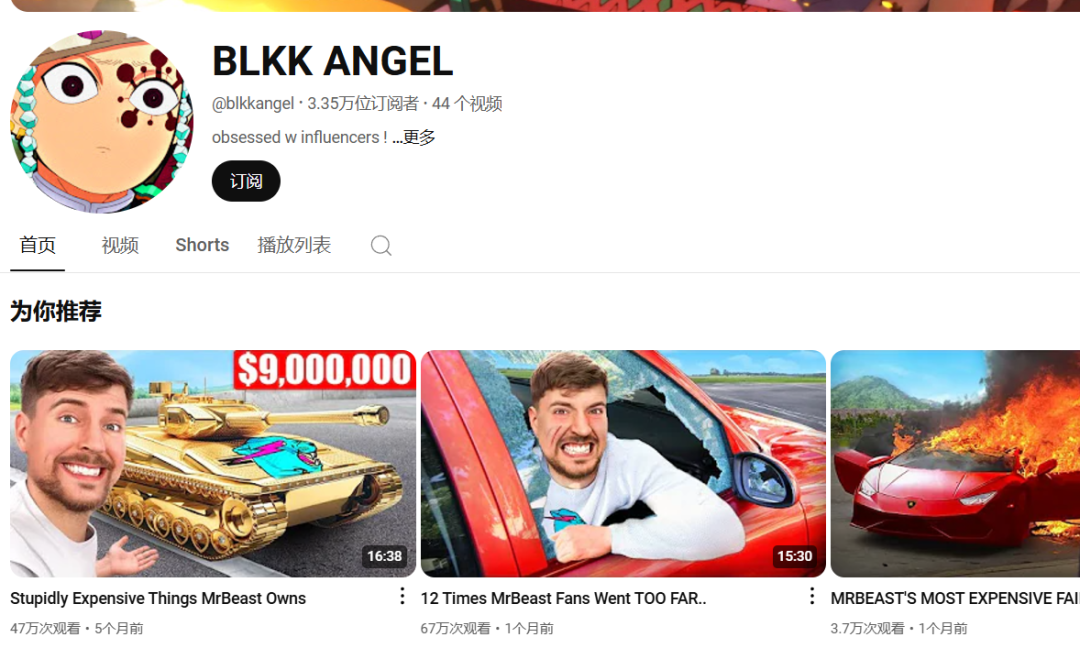 BLKK ANGEL
@blkkangel · 3.35万位订阅者 · 44 个视频
obsessed w influencers ! ...更多
订阅
首页 视频 Shorts 播放列表
为你推荐
$9,000,000
16:38
15:30
Stupidly Expensive Things MrBeast Owns
47万次观看 • 5个月前
12 Times MrBeast Fans Went TOO FAR..
67万次观看 • 1个月前
MRBEAST'S MOST EXPENSIVE FAI
3.7万次观看 • 1个月前